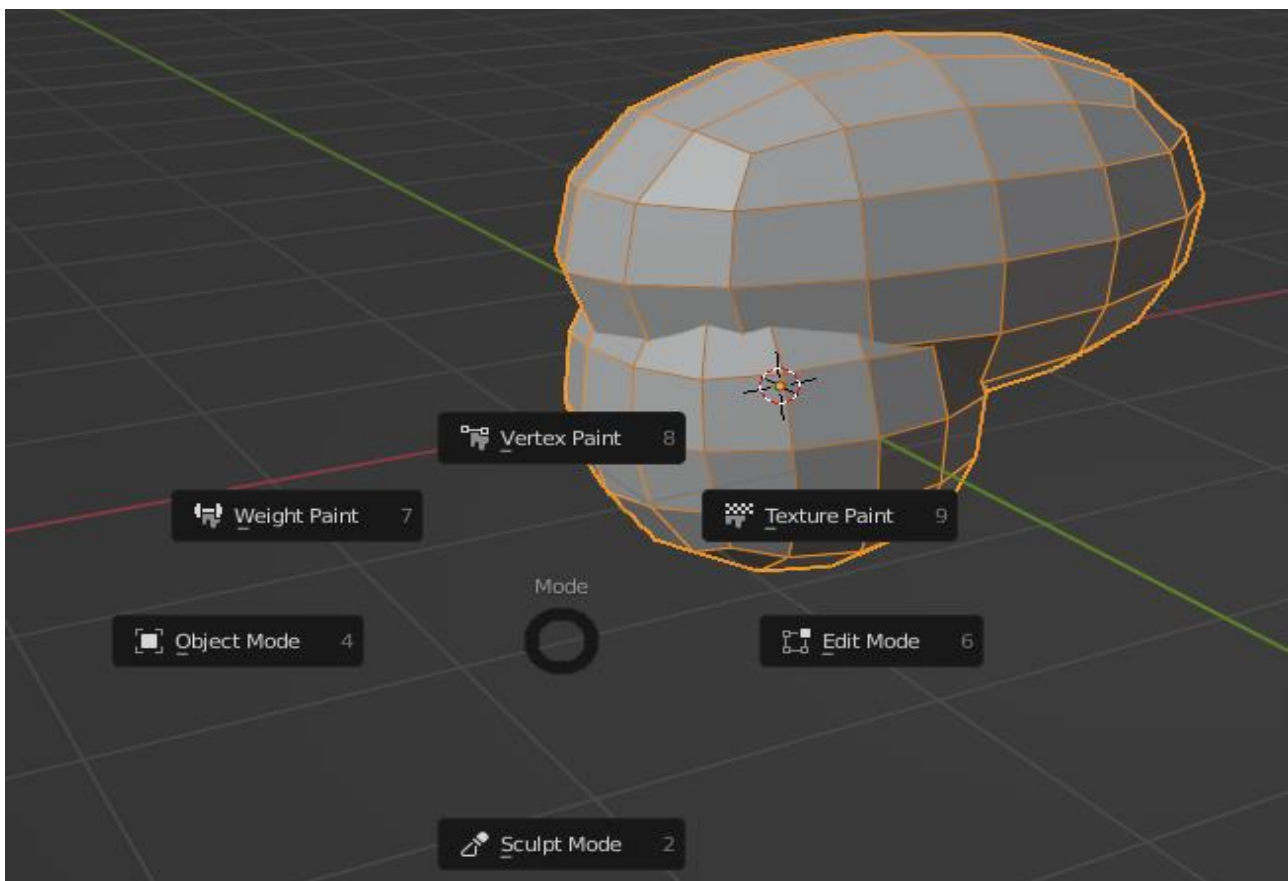 Vertex Paint 8
Weight Paint 7
Texture Paint 9
Mode
Object Mode 4
Edit Mode 6
Sculpt Mode 2